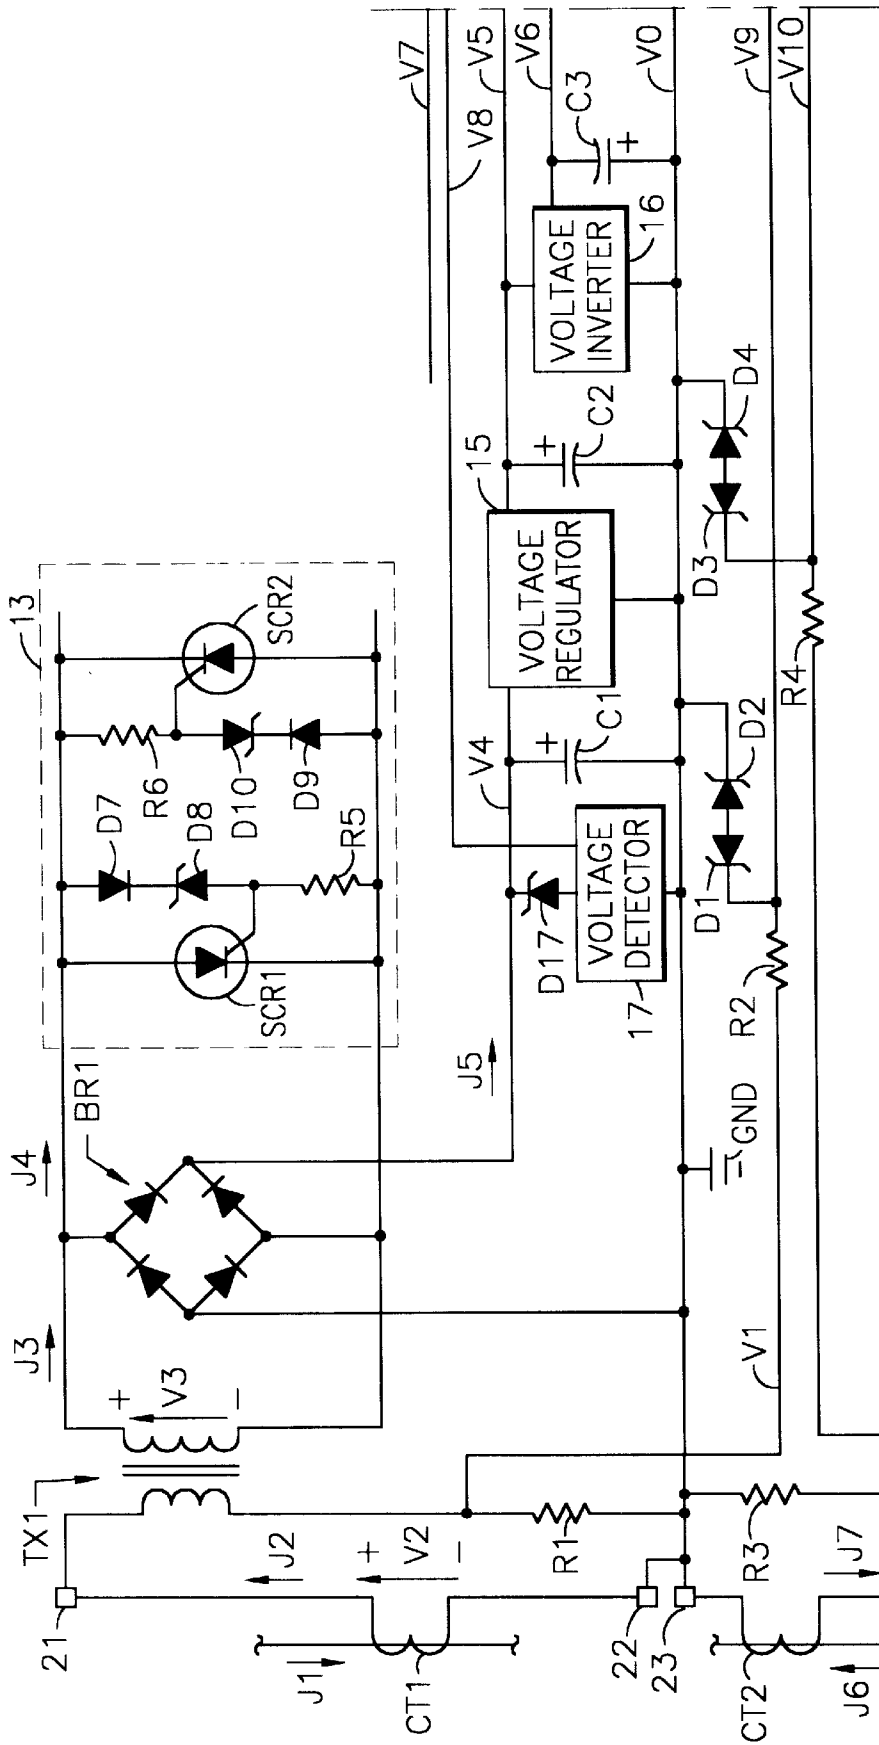 13
J3
J4
BR1
TX1
+
V3
−
D7
D8
R5
SCR1
R6
D10
D9
SCR2
21
J2
+
V2
−
J1
CT1
R1
22
23
R3
CT2
J6
J7
J5
V4
D17
VOLTAGE
DETECTOR
17
+
C1
VOLTAGE
REGULATOR
15
+
C2
VOLTAGE
INVERTER
16
C3
+
V7
V8
V5
V6
V0
V9
V10
GND
V1
R2
D1
D2
D3
D4
R4